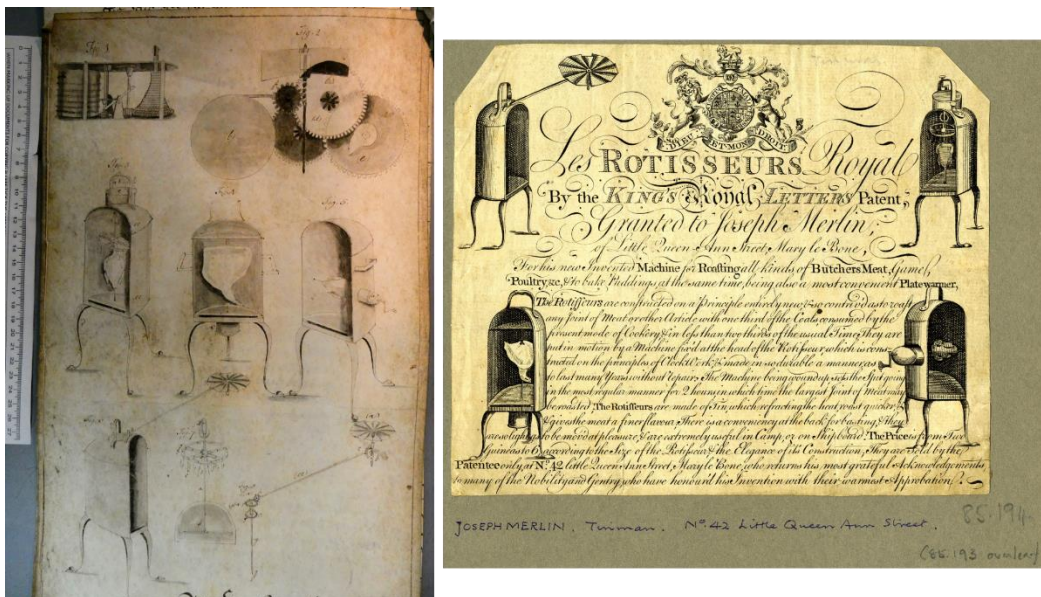 Fig. 1
Fig. 2
DIEU ET MON DROIT
Les ROTISSEURS Royal
By the KING'S Royal LETTERS Patent,
Granted to Joseph Merlin,
of Little Queen Ann Street, Mary le Bone,
For his new Invented Machine for Roasting all kinds of Butchers Meat, Game,
Poultry &c, & to bake Puddings, at the same time, being also a most convenient Platewarmer,
The Rotisseurs are constructed on a Principle entirely new, & so contriv'd as to roast
any Joint of Meat or other Article with one third of the Coals consumed by the
present mode of Cookery & in less than two thirds of the usual Time. They are
put in motion by a Machine fix'd at the head of the Rotisseur which is cons-
tructed on the principles of Clock Work & made in so durable a manner as
to last many Years without repair. The Machine being wound up sets the Spit going
in the most regular manner for 2 hours in which time the largest Joint of Meat may
be roasted. The Rotisseurs are made of Tin, which refracting the heat roast quicker,
& gives the meat a finer flavour. There is a conveniency at the back for basting, & they
are so light as to be mov'd at pleasure & are extremely useful in Camp, or on Shipboard. The Price is from Two
guineas to 6, according to the Size of the Rotisseur & the Elegance of its Construction, They are Sold by the
Patentee only at No. 42 little Queen Ann Street, Mary le Bone, who returns his most grateful Acknowledgements
to many of the Nobility and Gentry, who have honour'd his Invention with their warmest Approbation.
JOSEPH MERLIN, Tinman. No. 42 Little Queen Ann Street.
85.194
(85.193 overleaf)